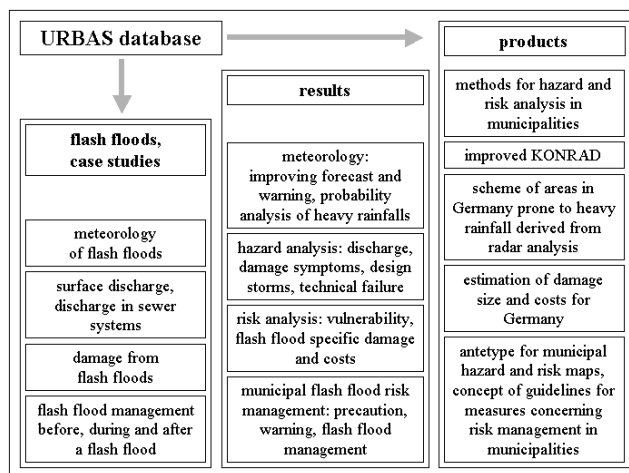 URBAS database
flash floods,
case studies
meteorology
of flash floods
surface discharge,
discharge in sewer
systems
damage from
flash floods
flash flood management
before, during and after
a flash flood
results
meteorology:
improving forecast and
warning, probability
analysis of heavy rainfalls
hazard analysis: discharge,
damage symptoms, design
storms, technical failure
risk analysis: vulnerability,
flash flood specific damage
and costs
municipal flash flood risk
management: precaution,
warning, flash flood
management
products
methods for hazard and
risk analysis in
municipalities
improved KONRAD
scheme of areas in
Germany prone to heavy
rainfall derived from
radar analysis
estimation of damage
size and costs for
Germany
antetype for municipal
hazard and risk maps,
concept of guidelines for
measures concerning
risk management in
municipalities